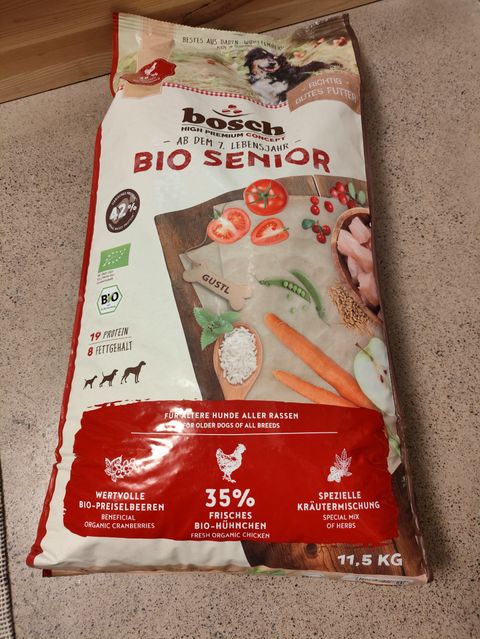 BESTES AUS BADEN-WÜRTTEMBERG
RICHTIG
GUTES FUTTER
bosch
HIGH PREMIUM CONCEPT
AB DEM 7. LEBENSJAHR
BIO SENIOR
42%
BIO
GUSTL
19 PROTEIN
8 FETTGEHALT
FÜR ÄLTERE HUNDE ALLER RASSEN
FOR OLDER DOGS OF ALL BREEDS
WERTVOLLE
BIO-PREISELBEEREN
BENEFICIAL
ORGANIC CRANBERRIES
35%
FRISCHES
BIO-HÜHNCHEN
FRESH ORGANIC CHICKEN
SPEZIELLE
KRÄUTERMISCHUNG
SPECIAL MIX
OF HERBS
11,5 KG